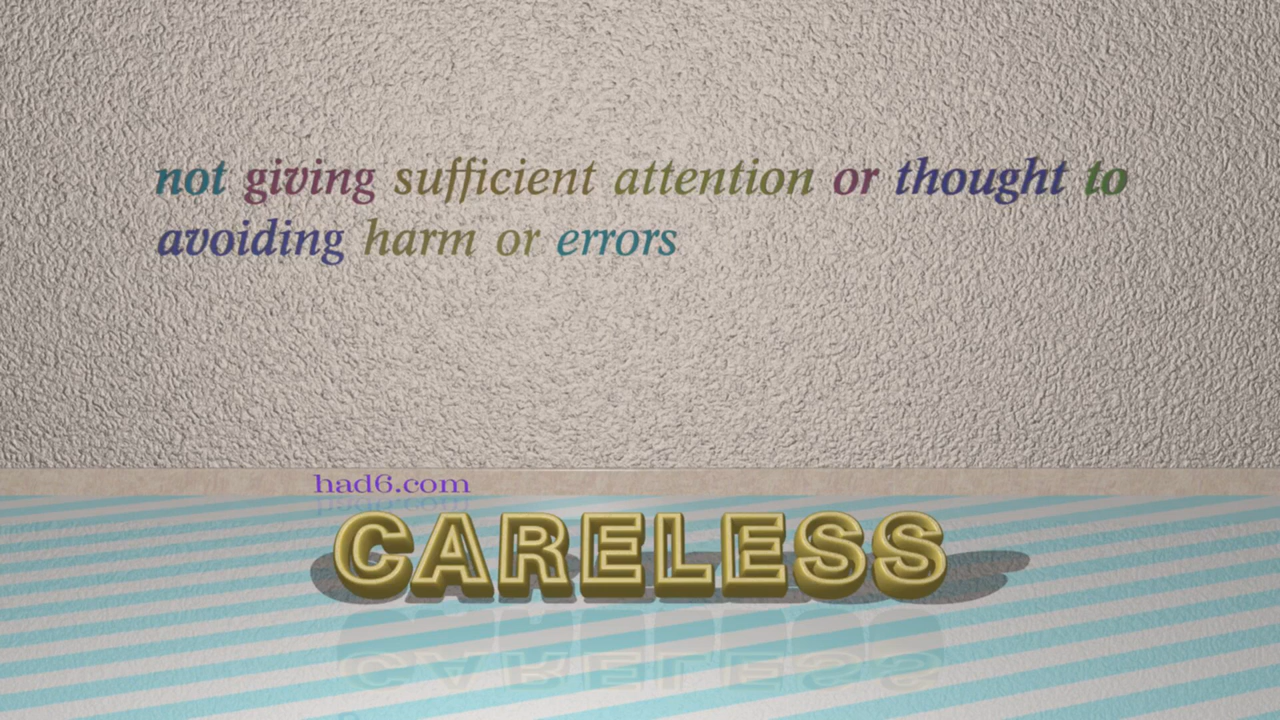 not giving sufficient attention or thought to
avoiding harm or errors
had6.com
CARELESS